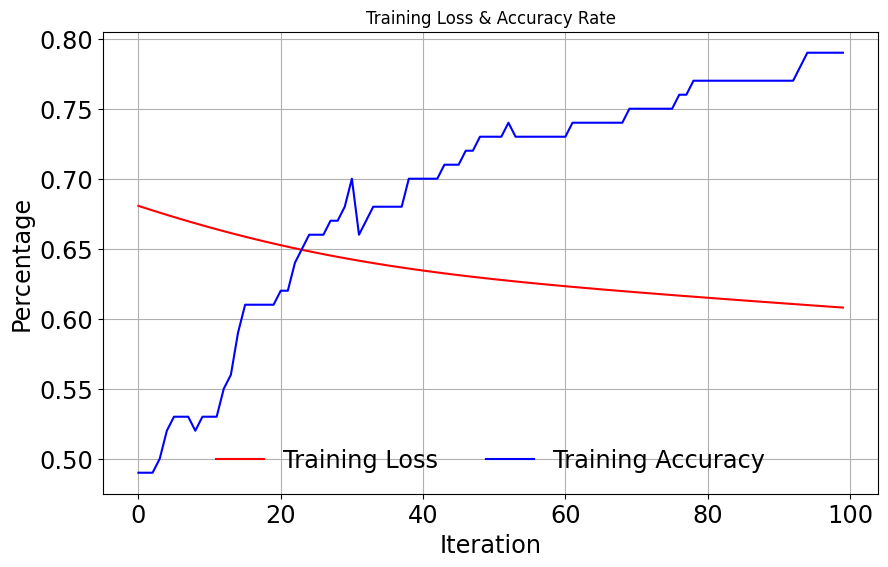 Training Loss & Accuracy Rate
Percentage
0.80
0.75
0.70
0.65
0.60
0.55
0.50
Training Loss
Training Accuracy
0 20 40 60 80 100
Iteration